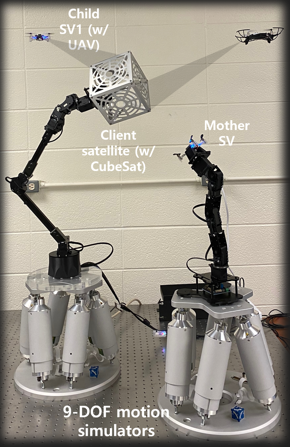 Child
SV1 (w/
UAV)
Client
satellite (w/
CubeSat)
Mother
SV
9-DOF motion
simulators